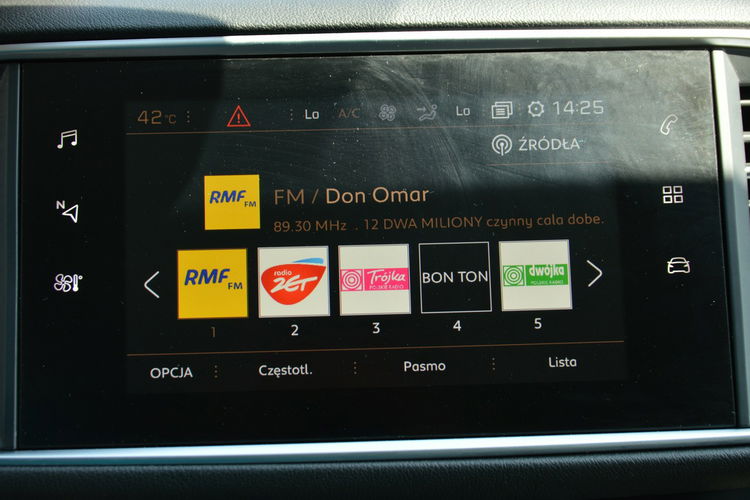 42°C Lo A/C Lo 14:25
ŹRÓDŁA
N
RMF FM
FM / Don Omar
89.30 MHz . 12 DWA MILIONY czynny cala dobe.
RMF FM
radio ZET
Trójka POLSKIE RADIO
BON TON
dwójka POLSKIE RADIO
1 2 3 4 5
OPCJA Częstotl. Pasmo Lista